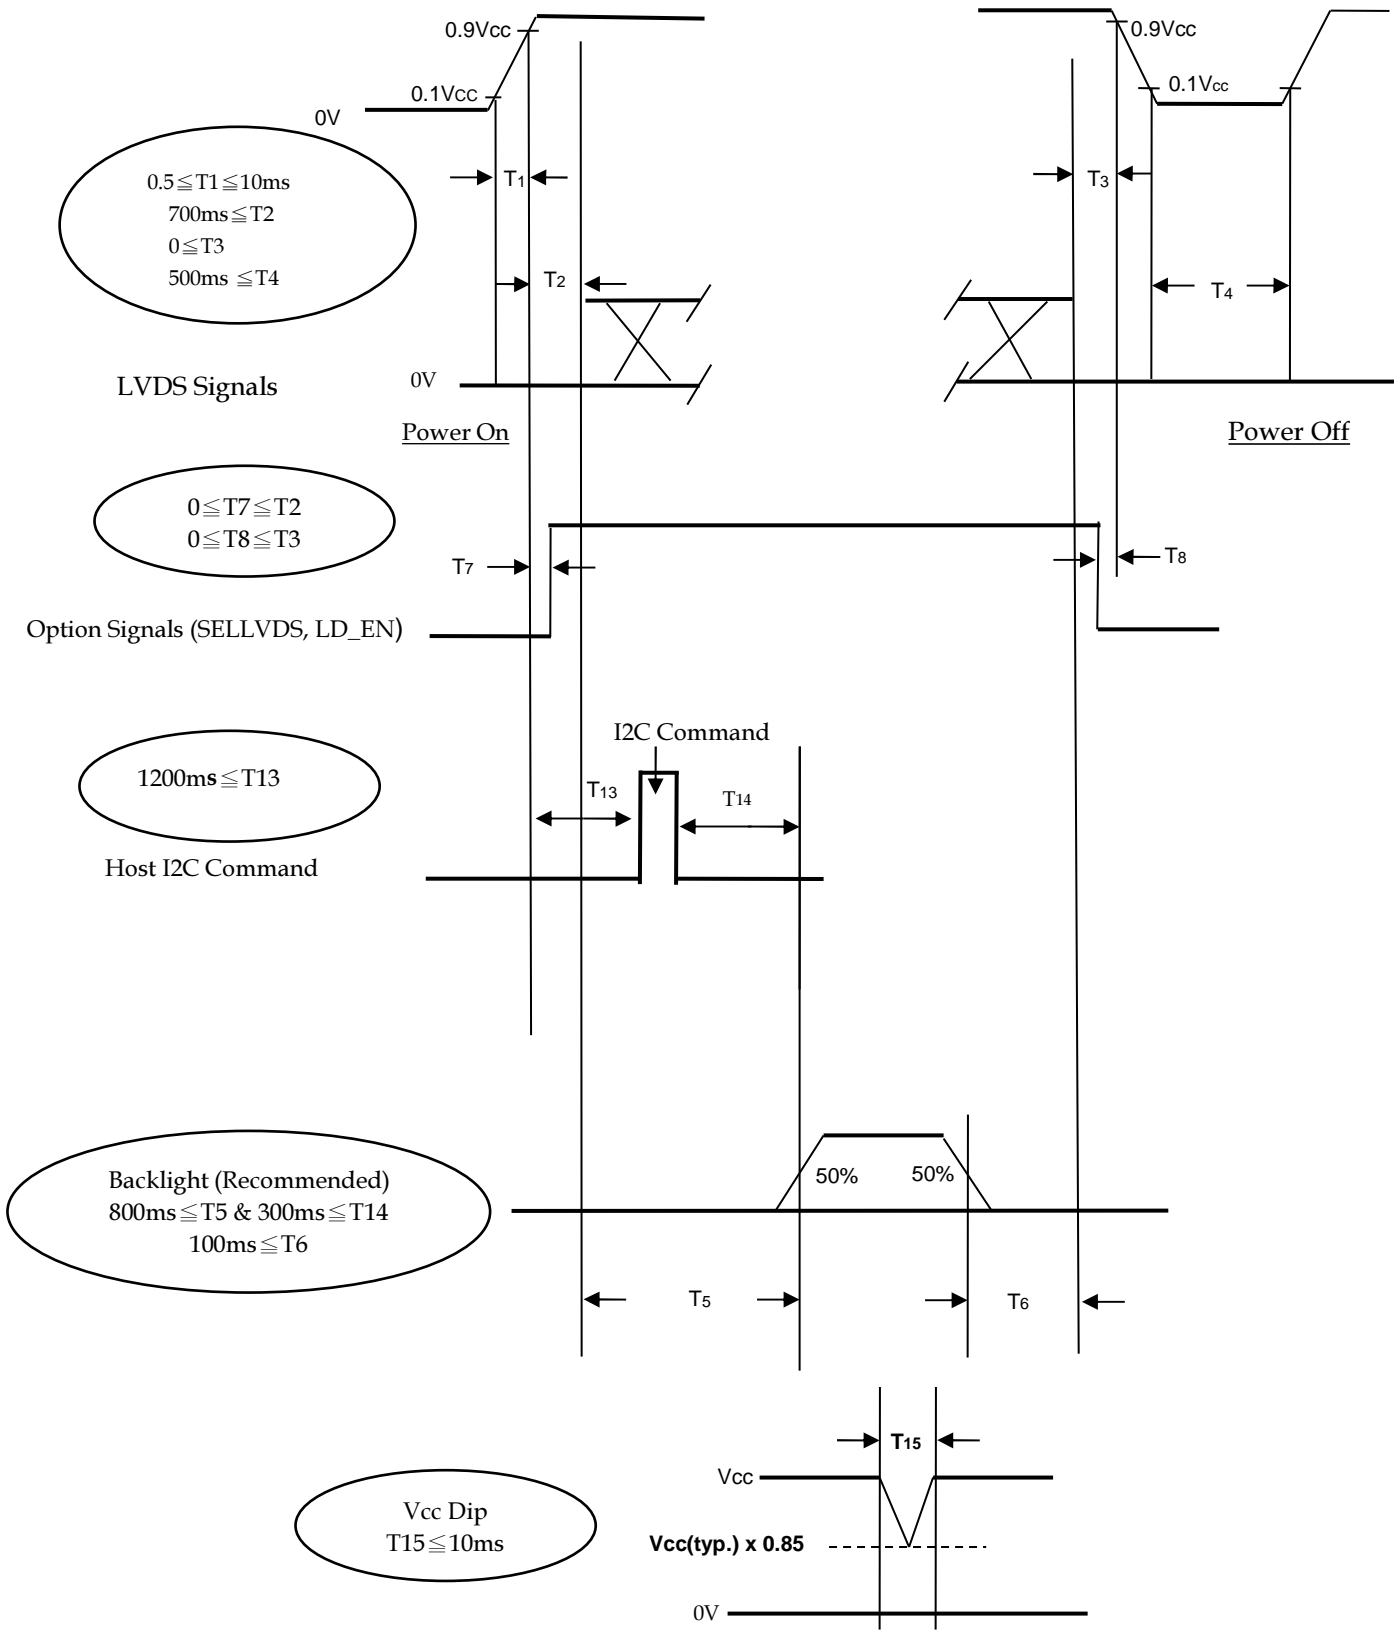 0.9Vcc
0.9Vcc
0.1Vcc
0.1Vcc
0V
0.5≦T1≦10ms
700ms≦T2
0≦T3
500ms ≦T4
T1
T3
T2
T4
LVDS Signals
0V
Power On
Power Off
0≦T7≦T2
0≦T8≦T3
T7
T8
Option Signals (SELLVDS, LD_EN)
I2C Command
1200ms≦T13
T13
T14
Host I2C Command
Backlight (Recommended)
800ms≦T5 & 300ms≦T14
100ms≦T6
50%
50%
T5
T6
T15
Vcc
Vcc Dip
T15≦10ms
Vcc(typ.) x 0.85
0V